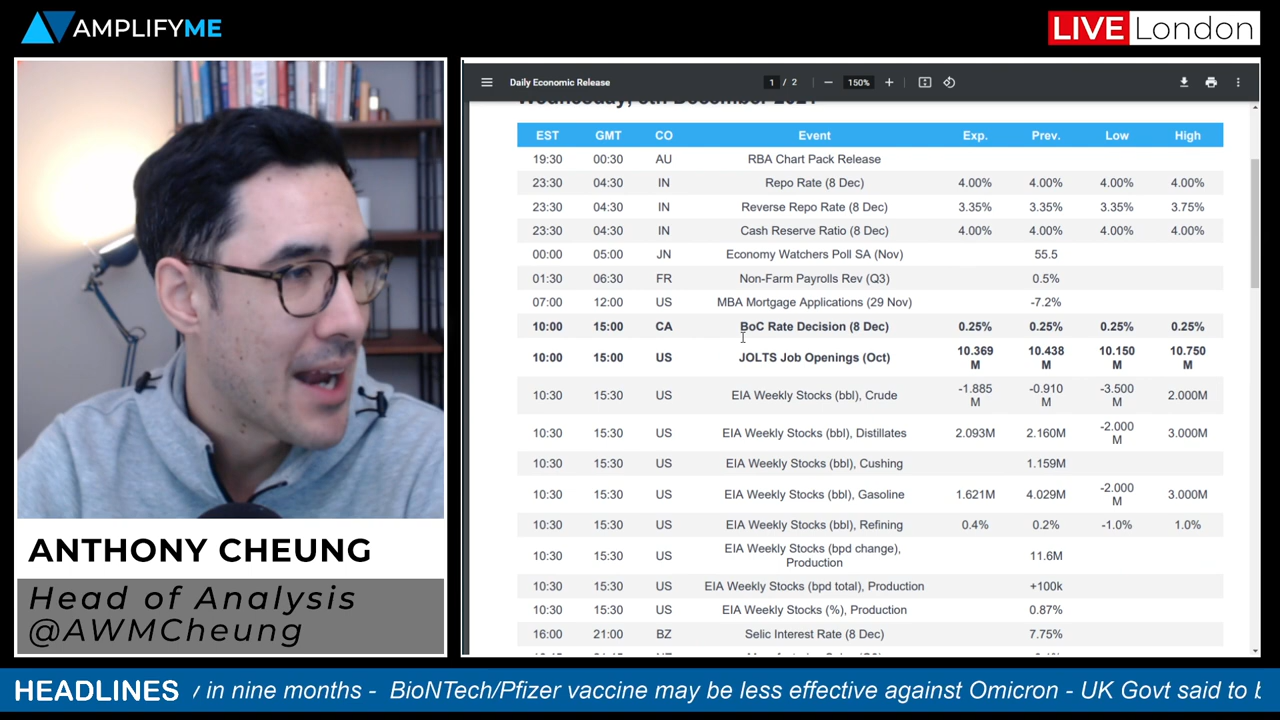 AMPLIFYME
LIVE London
Daily Economic Release 1 / 2 150%
Wednesday, 8th December 2021
EST GMT CO Event Exp. Prev. Low High
19:30 00:30 AU RBA Chart Pack Release
23:30 04:30 IN Repo Rate (8 Dec) 4.00% 4.00% 4.00% 4.00%
23:30 04:30 IN Reverse Repo Rate (8 Dec) 3.35% 3.35% 3.35% 3.75%
23:30 04:30 IN Cash Reserve Ratio (8 Dec) 4.00% 4.00% 4.00% 4.00%
00:00 05:00 JN Economy Watchers Poll SA (Nov) 55.5
01:30 06:30 FR Non-Farm Payrolls Rev (Q3) 0.5%
07:00 12:00 US MBA Mortgage Applications (29 Nov) -7.2%
10:00 15:00 CA BoC Rate Decision (8 Dec) 0.25% 0.25% 0.25% 0.25%
10:00 15:00 US JOLTS Job Openings (Oct) 10.369 M 10.438 M 10.150 M 10.750 M
10:30 15:30 US EIA Weekly Stocks (bbl), Crude -1.885 M -0.910 M -3.500 M 2.000M
10:30 15:30 US EIA Weekly Stocks (bbl), Distillates 2.093M 2.160M -2.000 M 3.000M
10:30 15:30 US EIA Weekly Stocks (bbl), Cushing 1.159M
10:30 15:30 US EIA Weekly Stocks (bbl), Gasoline 1.621M 4.029M -2.000 M 3.000M
10:30 15:30 US EIA Weekly Stocks (bbl), Refining 0.4% 0.2% -1.0% 1.0%
10:30 15:30 US EIA Weekly Stocks (bpd change), Production 11.6M
10:30 15:30 US EIA Weekly Stocks (bpd total), Production +100k
10:30 15:30 US EIA Weekly Stocks (%), Production 0.87%
16:00 21:00 BZ Selic Interest Rate (8 Dec) 7.75%
ANTHONY CHEUNG
Head of Analysis
@AWMCheung
HEADLINES in nine months - BioNTech/Pfizer vaccine may be less effective against Omicron - UK Govt said to